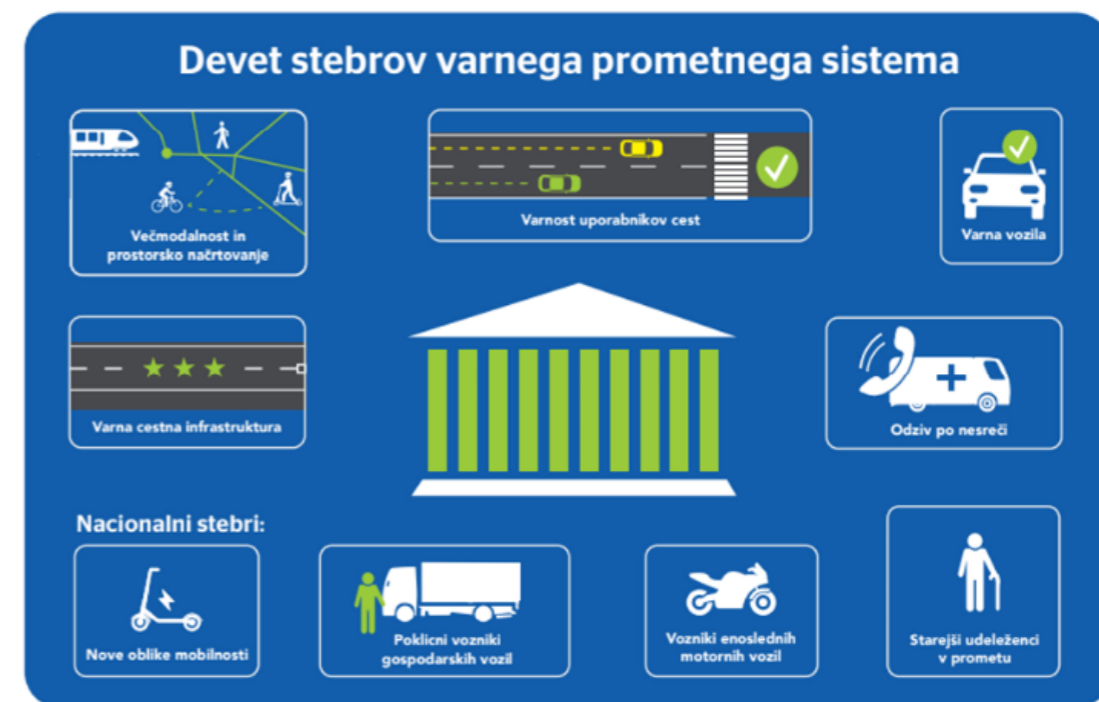 Devet stebrov varnega prometnega sistema
Večmodalnost in
prostorsko načrtovanje
Varnost uporabnikov cest
Varna vozila
Varna cestna infrastruktura
Odziv po nesreči
Nacionalni stebri:
Nove oblike mobilnosti
Poklicni vozniki
gospodarskih vozil
Vozniki enoslednih
motornih vozil
Starejši udeleženci
v prometu